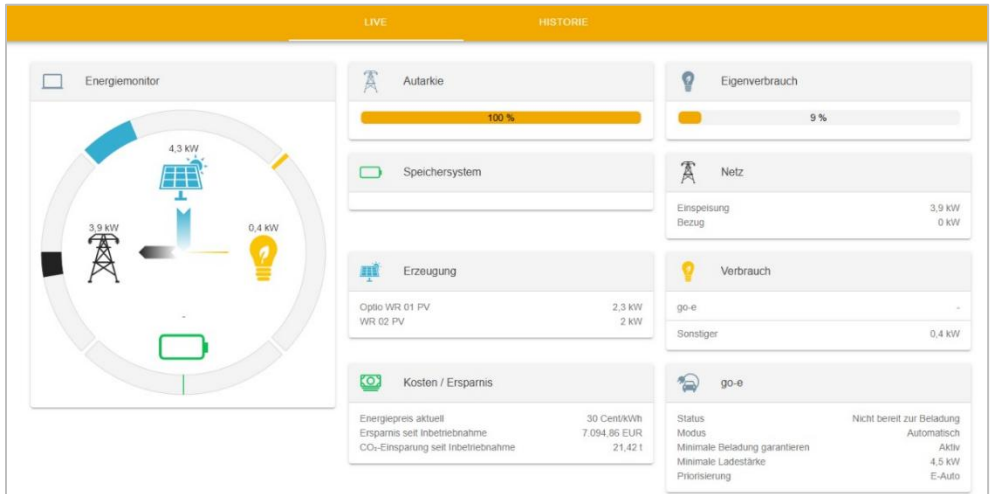 LIVE HISTORIE
Energiemonitor
4,3 kW
3,9 kW 0,4 kW
-
Autarkie
100 %
Eigenverbrauch
9 %
Speichersystem
Netz
Einspeisung 3,9 kW
Bezug 0 kW
Erzeugung
Optio WR 01 PV 2,3 kW
WR 02 PV 2 kW
Verbrauch
go-e -
Sonstiger 0,4 kW
Kosten / Ersparnis
Energiepreis aktuell 30 Cent/kWh
Ersparnis seit Inbetriebnahme 7.094,86 EUR
CO₂-Einsparung seit Inbetriebnahme 21,42 t
go-e
Status Nicht bereit zur Beladung
Modus Automatisch
Minimale Beladung garantieren Aktiv
Minimale Ladestärke 4,5 kW
Priorisierung E-Auto